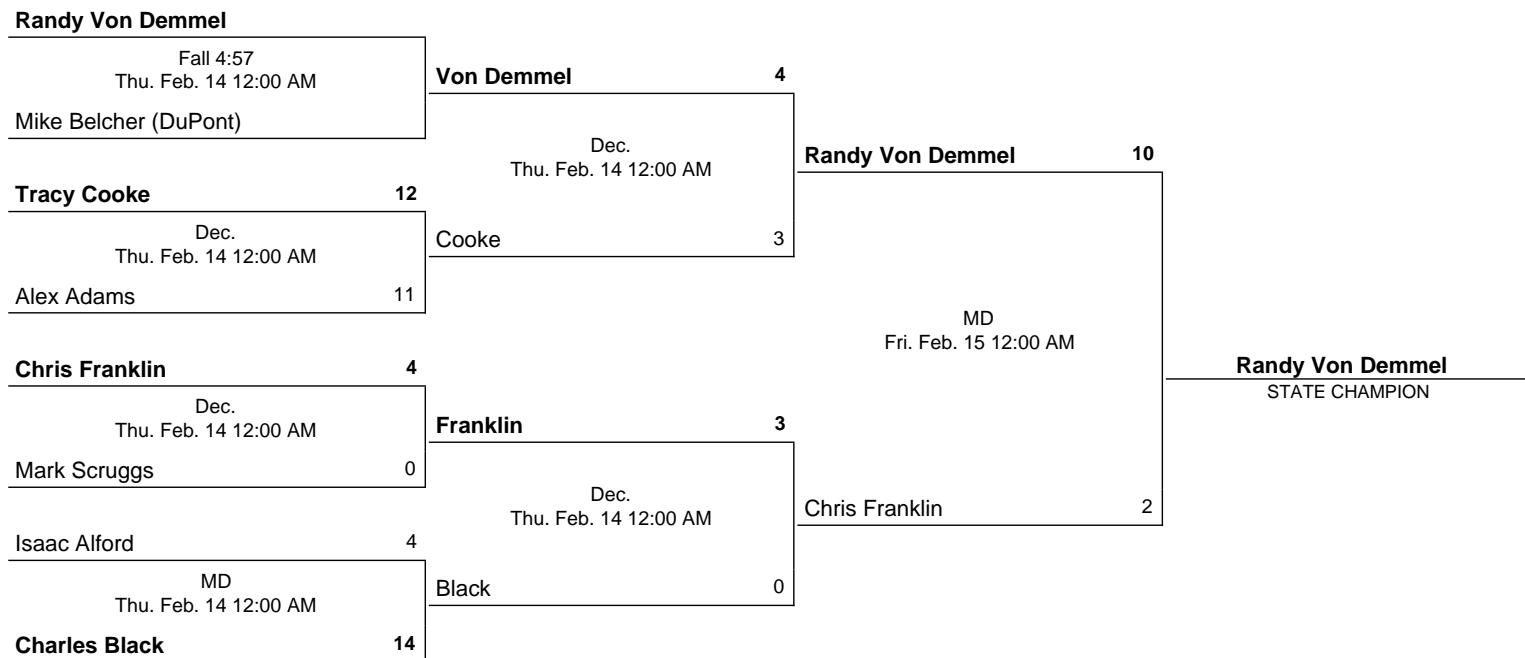 Randy Von Demmel
Fall 4:57
Thu. Feb. 14 12:00 AM
Mike Belcher (DuPont)
Tracy Cooke 12
Dec.
Thu. Feb. 14 12:00 AM
Alex Adams 11
Chris Franklin 4
Dec.
Thu. Feb. 14 12:00 AM
Mark Scruggs 0
Isaac Alford 4
MD
Thu. Feb. 14 12:00 AM
Charles Black 14
Von Demmel 4
Dec.
Thu. Feb. 14 12:00 AM
Cooke 3
Franklin 3
Dec.
Thu. Feb. 14 12:00 AM
Black 0
Randy Von Demmel 10
MD
Fri. Feb. 15 12:00 AM
Chris Franklin 2
Randy Von Demmel
STATE CHAMPION